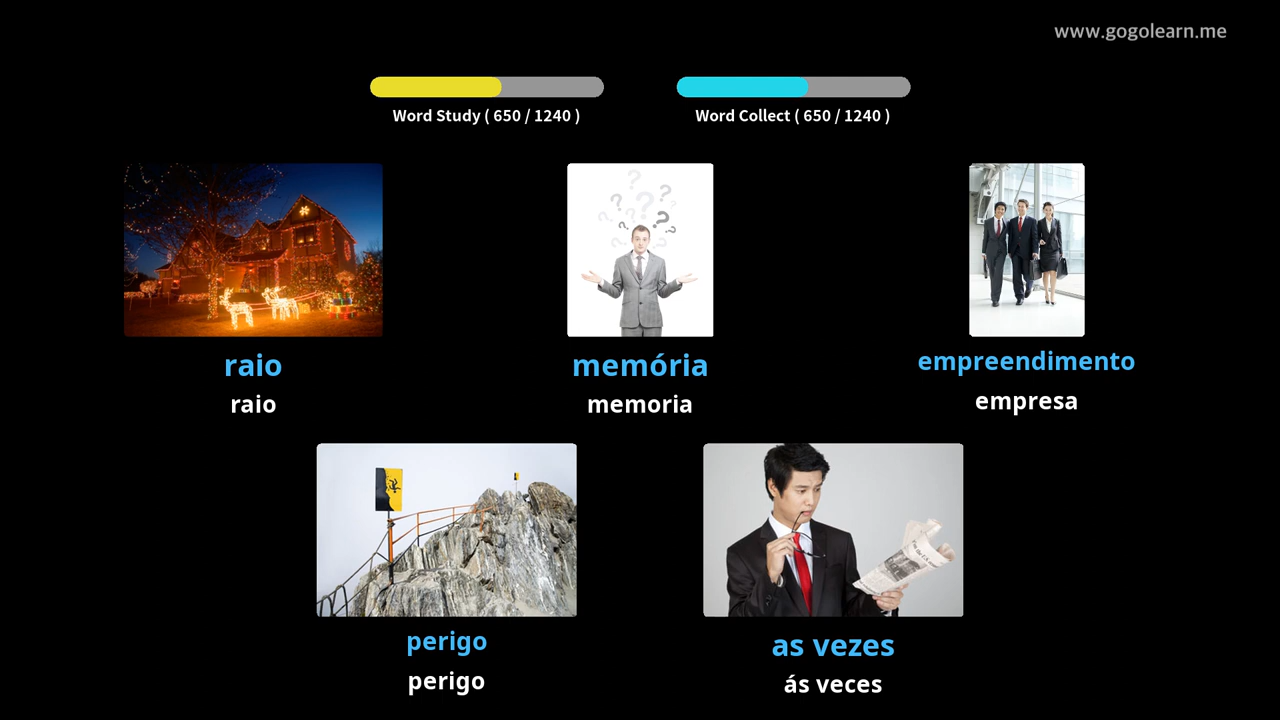 www.gogolearn.me
Word Study ( 650 / 1240 )
Word Collect ( 650 / 1240 )
raio
raio
memória
memoria
empreendimento
empresa
perigo
perigo
as vezes
ás veces